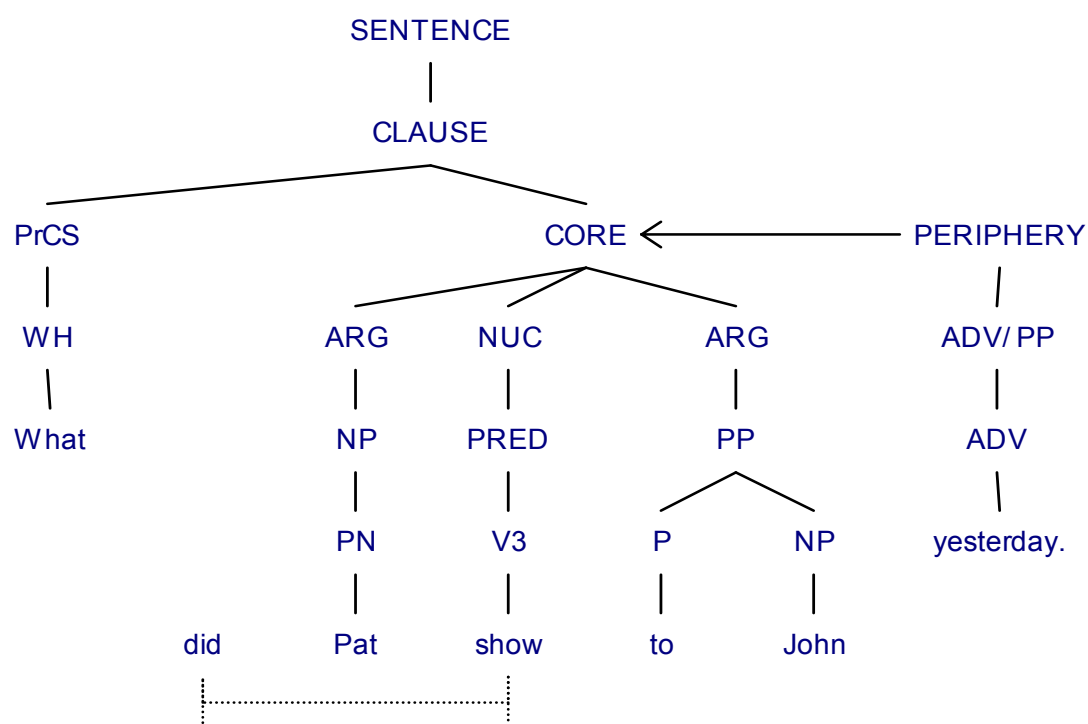 SENTENCE
CLAUSE
PrCS CORE PERIPHERY
WH ARG NUC ARG ADV/ PP
What NP PRED PP ADV
PN V3 P NP yesterday.
did Pat show to John